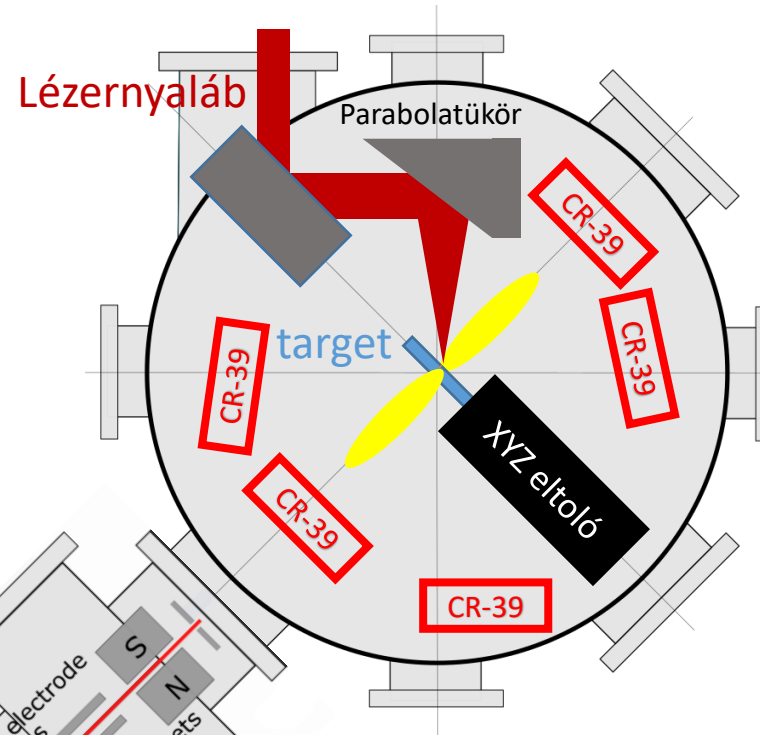 Lézernyaláb
Parabolatükör
CR-39
CR-39
target
CR-39
CR-39
XYZ eltoló
CR-39
S
N
electrode